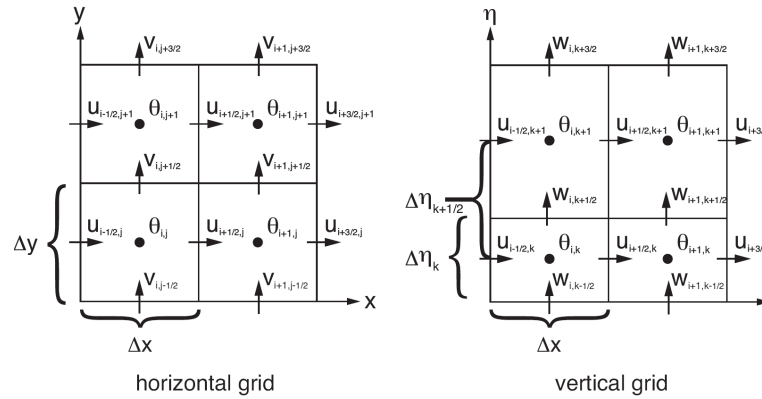 y
v i,j+3/2
v i+1,j+3/2
u i-1/2,j+1
θ i,j+1
u i+1/2,j+1
θ i+1,j+1
u i+3/2,j+1
v i,j+1/2
v i+1,j+1/2
Δy
u i-1/2,j
θ i,j
u i+1/2,j
θ i+1,j
u i+3/2,j
v i,j-1/2
v i+1,j-1/2
x
Δx
horizontal grid
η
w i,k+3/2
w i+1,k+3/2
u i-1/2,k+1
θ i,k+1
u i+1/2,k+1
θ i+1,k+1
u i+3/
Δη k+1/2
w i,k+1/2
w i+1,k+1/2
Δη k
u i-1/2,k
θ i,k
u i+1/2,k
θ i+1,k
u i+3/
w i,k-1/2
w i+1,k-1/2
Δx
vertical grid